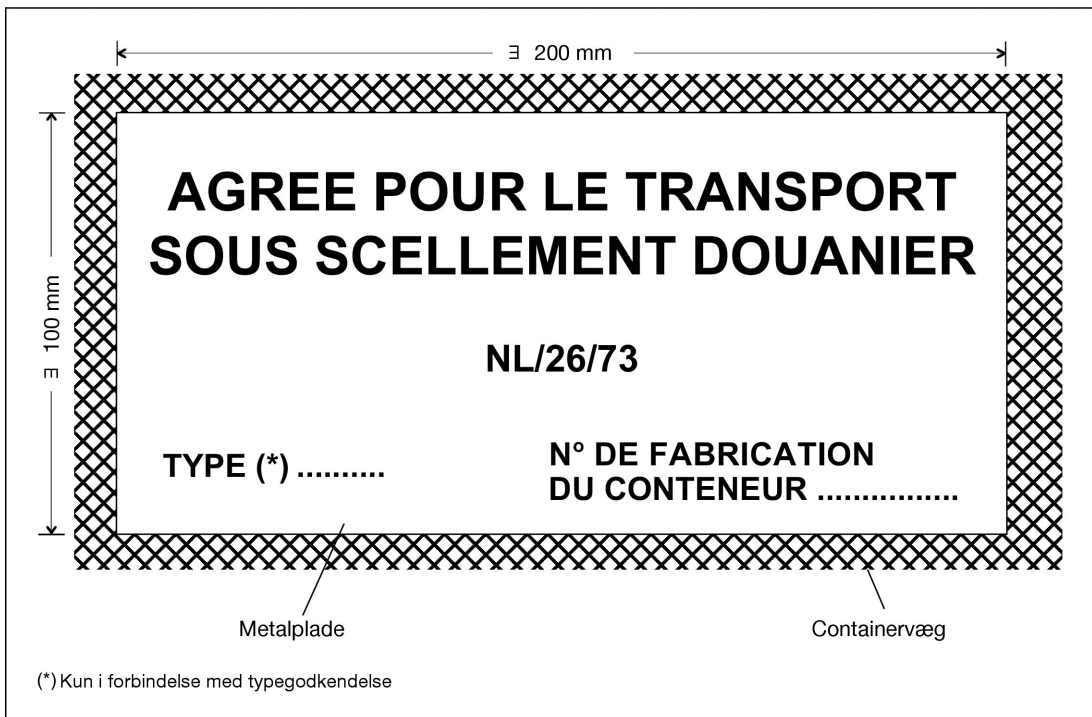 ∃ 200 mm
∃ 100 mm
AGREE POUR LE TRANSPORT
SOUS SCELLEMENT DOUANIER
NL/26/73
TYPE (*) ..........
N° DE FABRICATION
DU CONTENEUR ................
Metalplade
Containervæg
(*) Kun i forbindelse med typegodkendelse